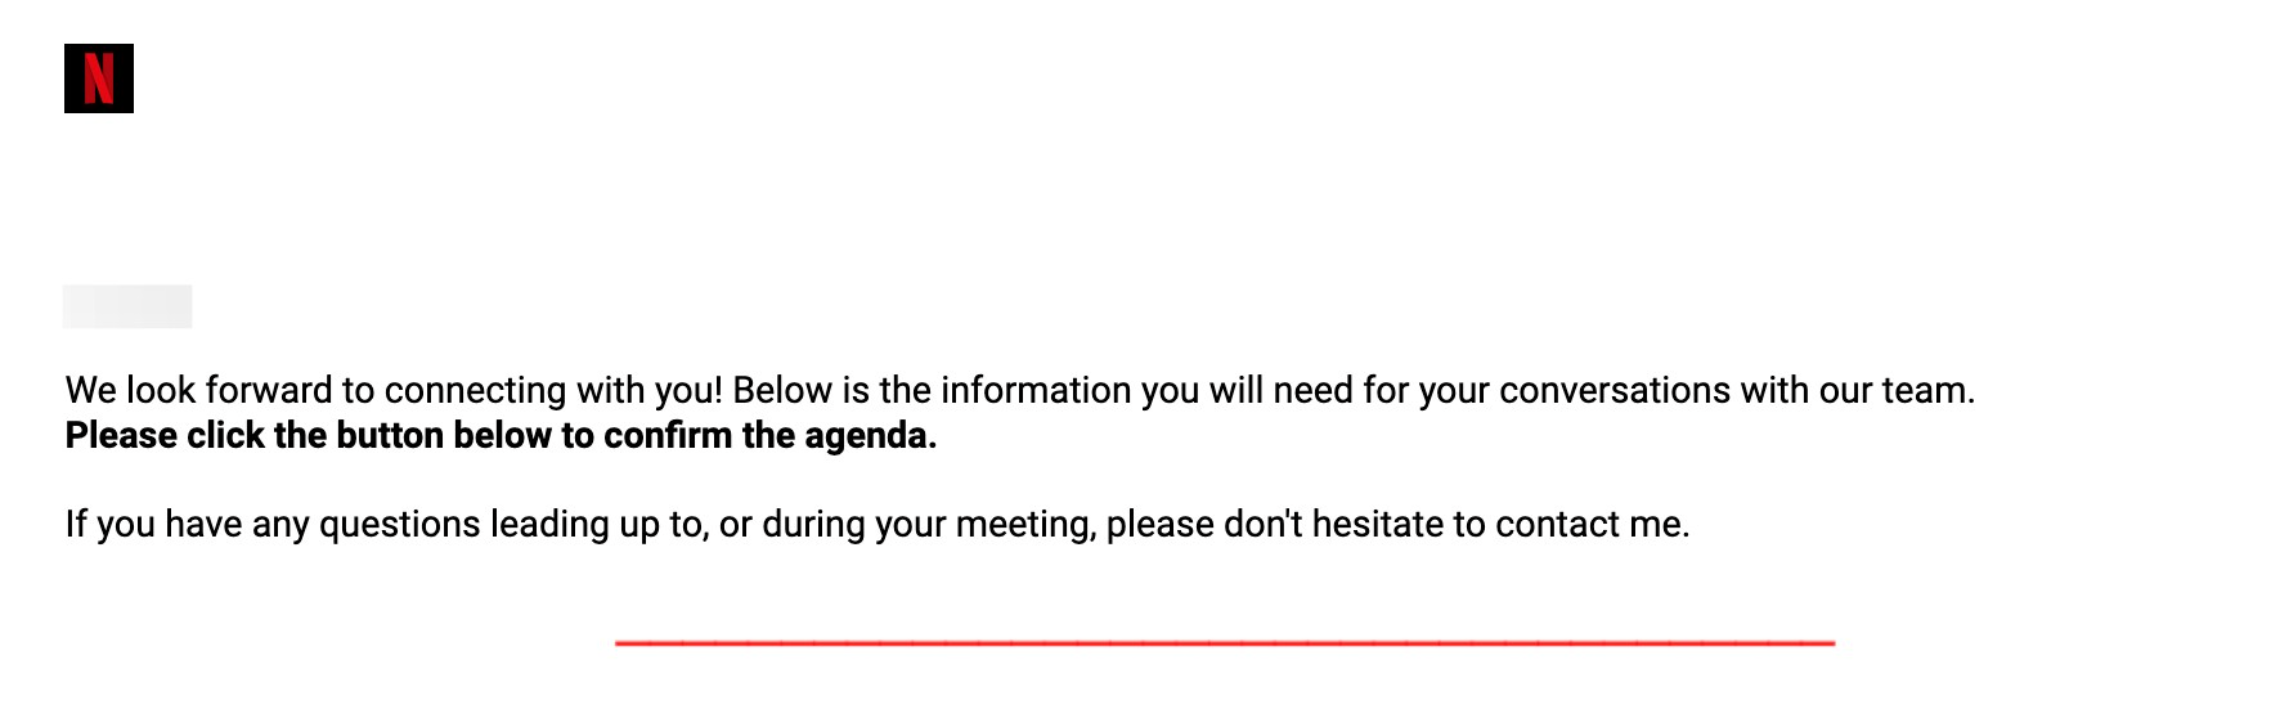 N
We look forward to connecting with you! Below is the information you will need for your conversations with our team.
Please click the button below to confirm the agenda.
If you have any questions leading up to, or during your meeting, please don't hesitate to contact me.